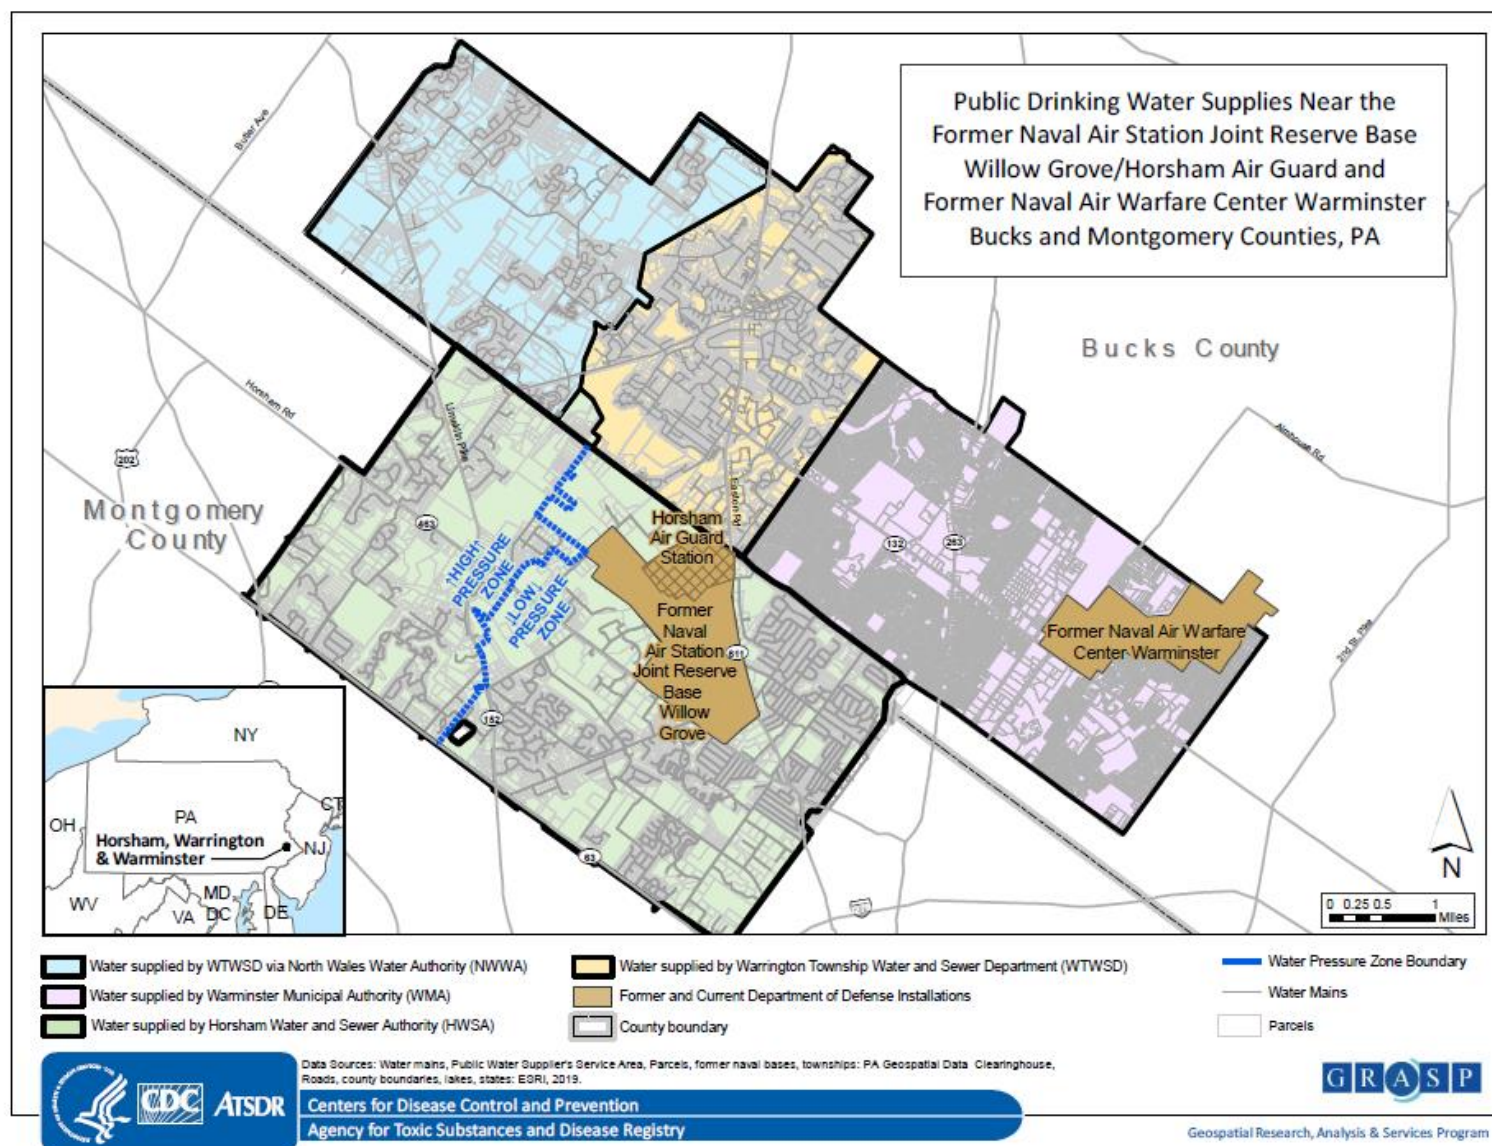 Public Drinking Water Supplies Near the
Former Naval Air Station Joint Reserve Base
Willow Grove/Horsham Air Guard and
Former Naval Air Warfare Center Warminster
Bucks and Montgomery Counties, PA
Butler Ave
Bucks County
Horsham Rd
Limekiln Pike
Almhouse Rd
202
Montgomery
County
463
↑HIGH↑
PRESSURE
ZONE
↓LOW↓
PRESSURE
ZONE
Easton Rd
Horsham
Air Guard
Station
132
263
Former
Naval
Air Station
Joint Reserve
Base
Willow
Grove
611
Former Naval Air Warfare
Center Warminster
2nd St. Pike
152
63
NY
CT
PA
OH
Horsham, Warrington
& Warminster
NJ
MD
WV
VA
DC
DE
N
0 0.25 0.5 1
Miles
Water supplied by WTWSD via North Wales Water Authority (NWWA)
Water supplied by Warminster Municipal Authority (WMA)
Water supplied by Horsham Water and Sewer Authority (HWSA)
Water supplied by Warrington Township Water and Sewer Department (WTWSD)
Former and Current Department of Defense Installations
County boundary
Water Pressure Zone Boundary
Water Mains
Parcels
Data Sources: Water mains, Public Water Supplier's Service Area, Parcels, former naval bases, townships: PA Geospatial Data Clearinghouse,
Roads, county boundaries, lakes, states: ESRI, 2019.
CDC
ATSDR
Centers for Disease Control and Prevention
Agency for Toxic Substances and Disease Registry
GRASP
Geospatial Research, Analysis & Services Program